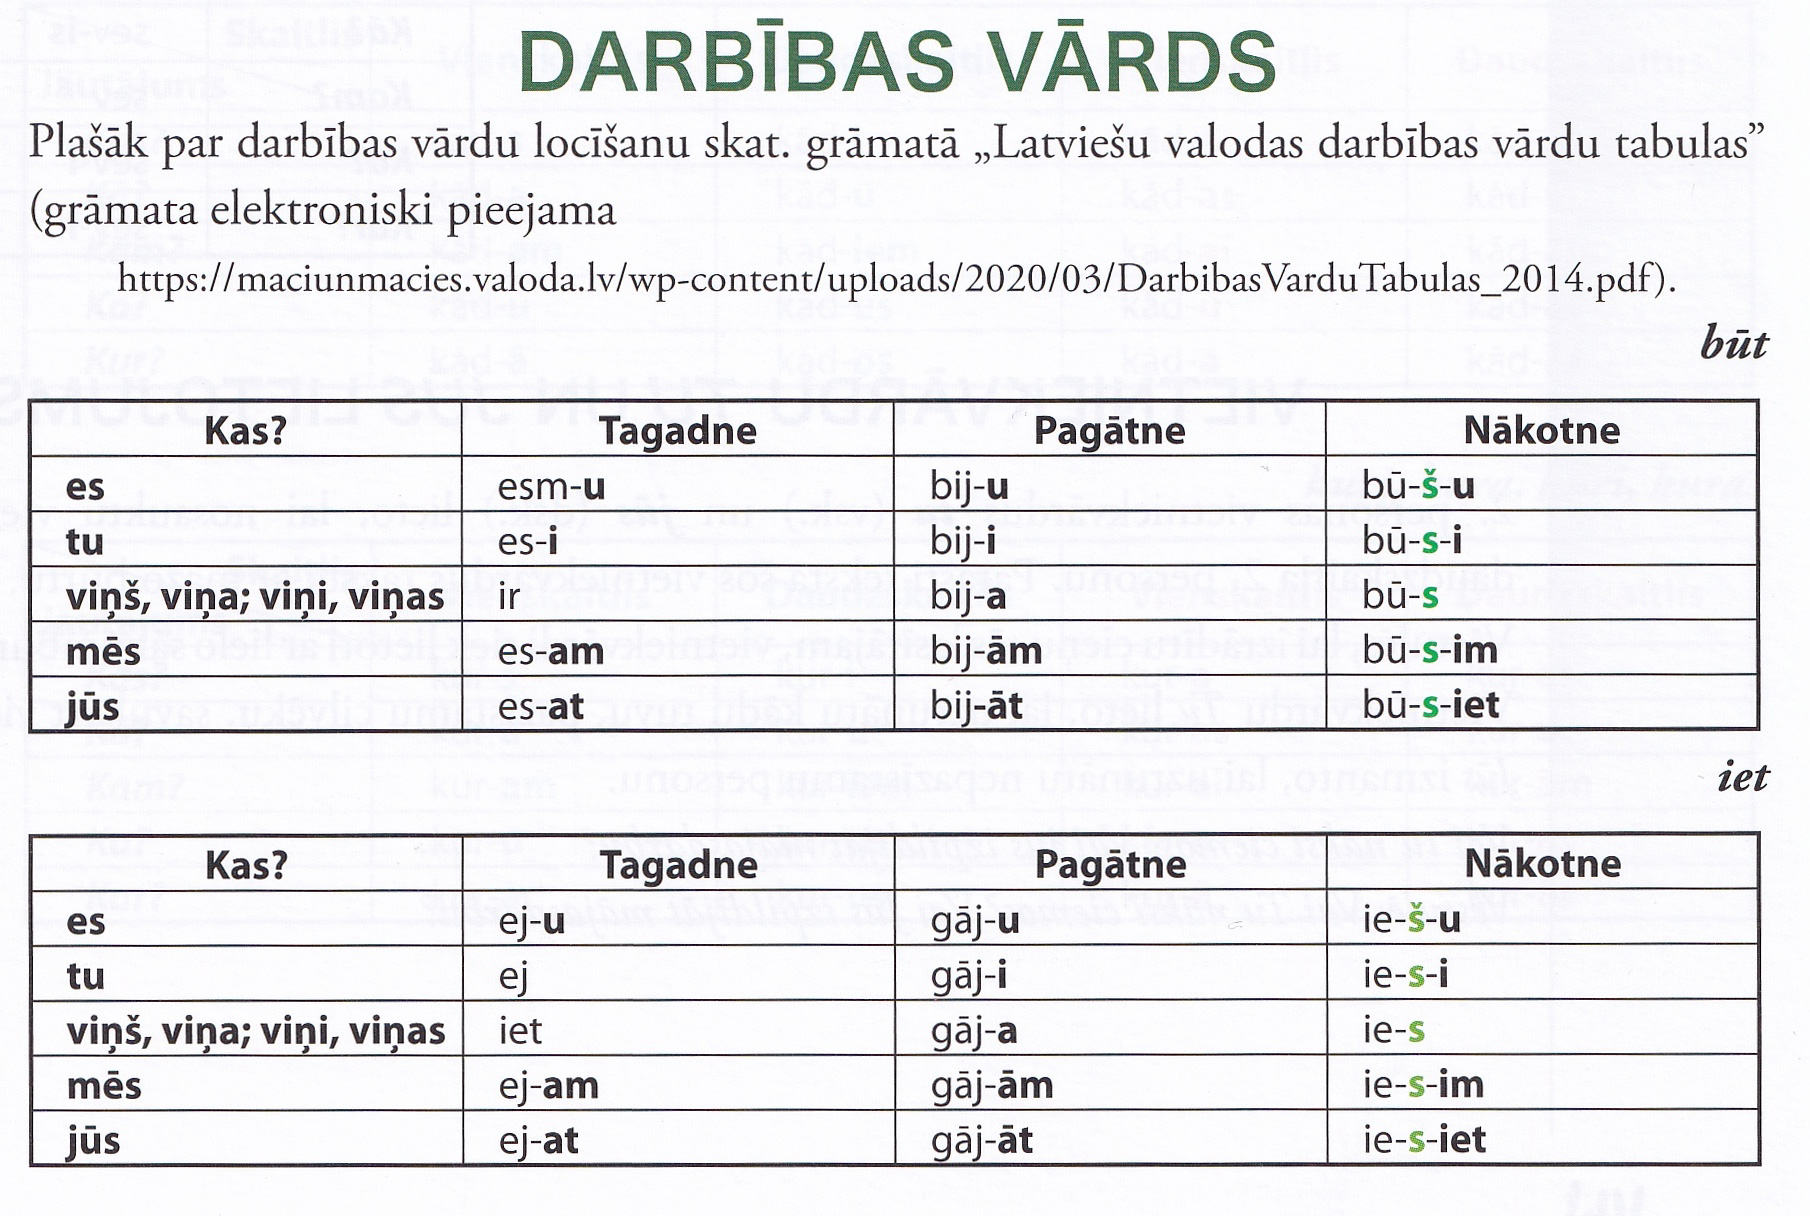 DARBĪBAS VĀRDS
Plašāk par darbības vārdu locīšanu skat. grāmatā „Latviešu valodas darbības vārdu tabulas”
(grāmata elektroniski pieejama
https://maciunmacies.valoda.lv/wp-content/uploads/2020/03/DarbibasVarduTabulas_2014.pdf).
būt
Kas? Tagadne Pagātne Nākotne
es esm-u bij-u bū-š-u
tu es-i bij-i bū-s-i
viņš, viņa; viņi, viņas ir bij-a bū-s
mēs es-am bij-ām bū-s-im
jūs es-at bij-āt bū-s-iet
iet
Kas? Tagadne Pagātne Nākotne
es ej-u gāj-u ie-š-u
tu ej gāj-i ie-s-i
viņš, viņa; viņi, viņas iet gāj-a ie-s
mēs ej-am gāj-ām ie-s-im
jūs ej-at gāj-āt ie-s-iet